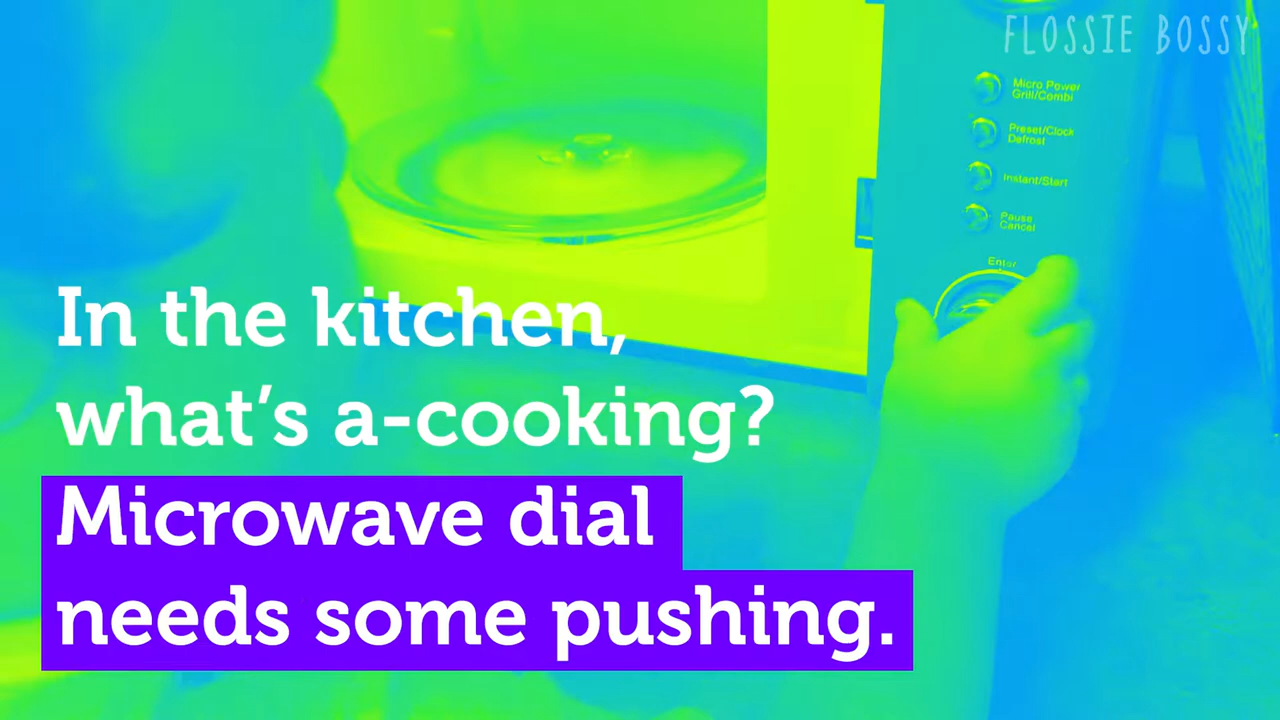 FLOSSIE BOSSY
Micro Power
Grill/Combi
Preset/Clock
Defrost
Instant/Start
Pause
Cancel
Enter
In the kitchen,
what's a-cooking?
Microwave dial
needs some pushing.